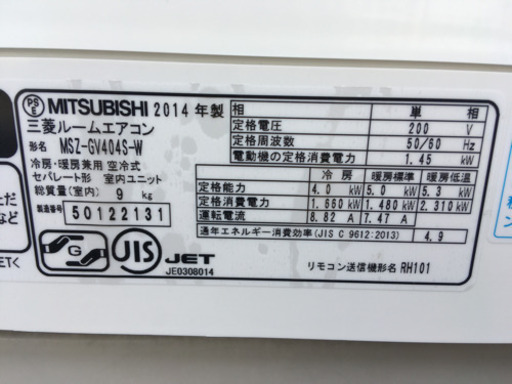 PSE MITSUBISHI 2014年製
三菱ルームエアコン
形名 MSZ-GV404S-W
冷房・暖房兼用 空冷式
セパレート形 室内ユニット
総質量(室内) 9 kg
製造番号 50122131
G JIS JET
JE0308014
相 単 相
定格電圧 200 V
定格周波数 50/60 Hz
電動機の定格消費電力 1.45 kW
冷房 暖房標準 暖房低温
定格能力 4.0 kW 5.0 kW 5.3 kW
定格消費電力 1.660 kW 1.480 kW 2.310 kW
運転電流 8.82 A 7.47 A
通年エネルギー消費効率(JIS C 9612:2013) 4.9
リモコン送信機形名 RH101
ただ
など
ETく